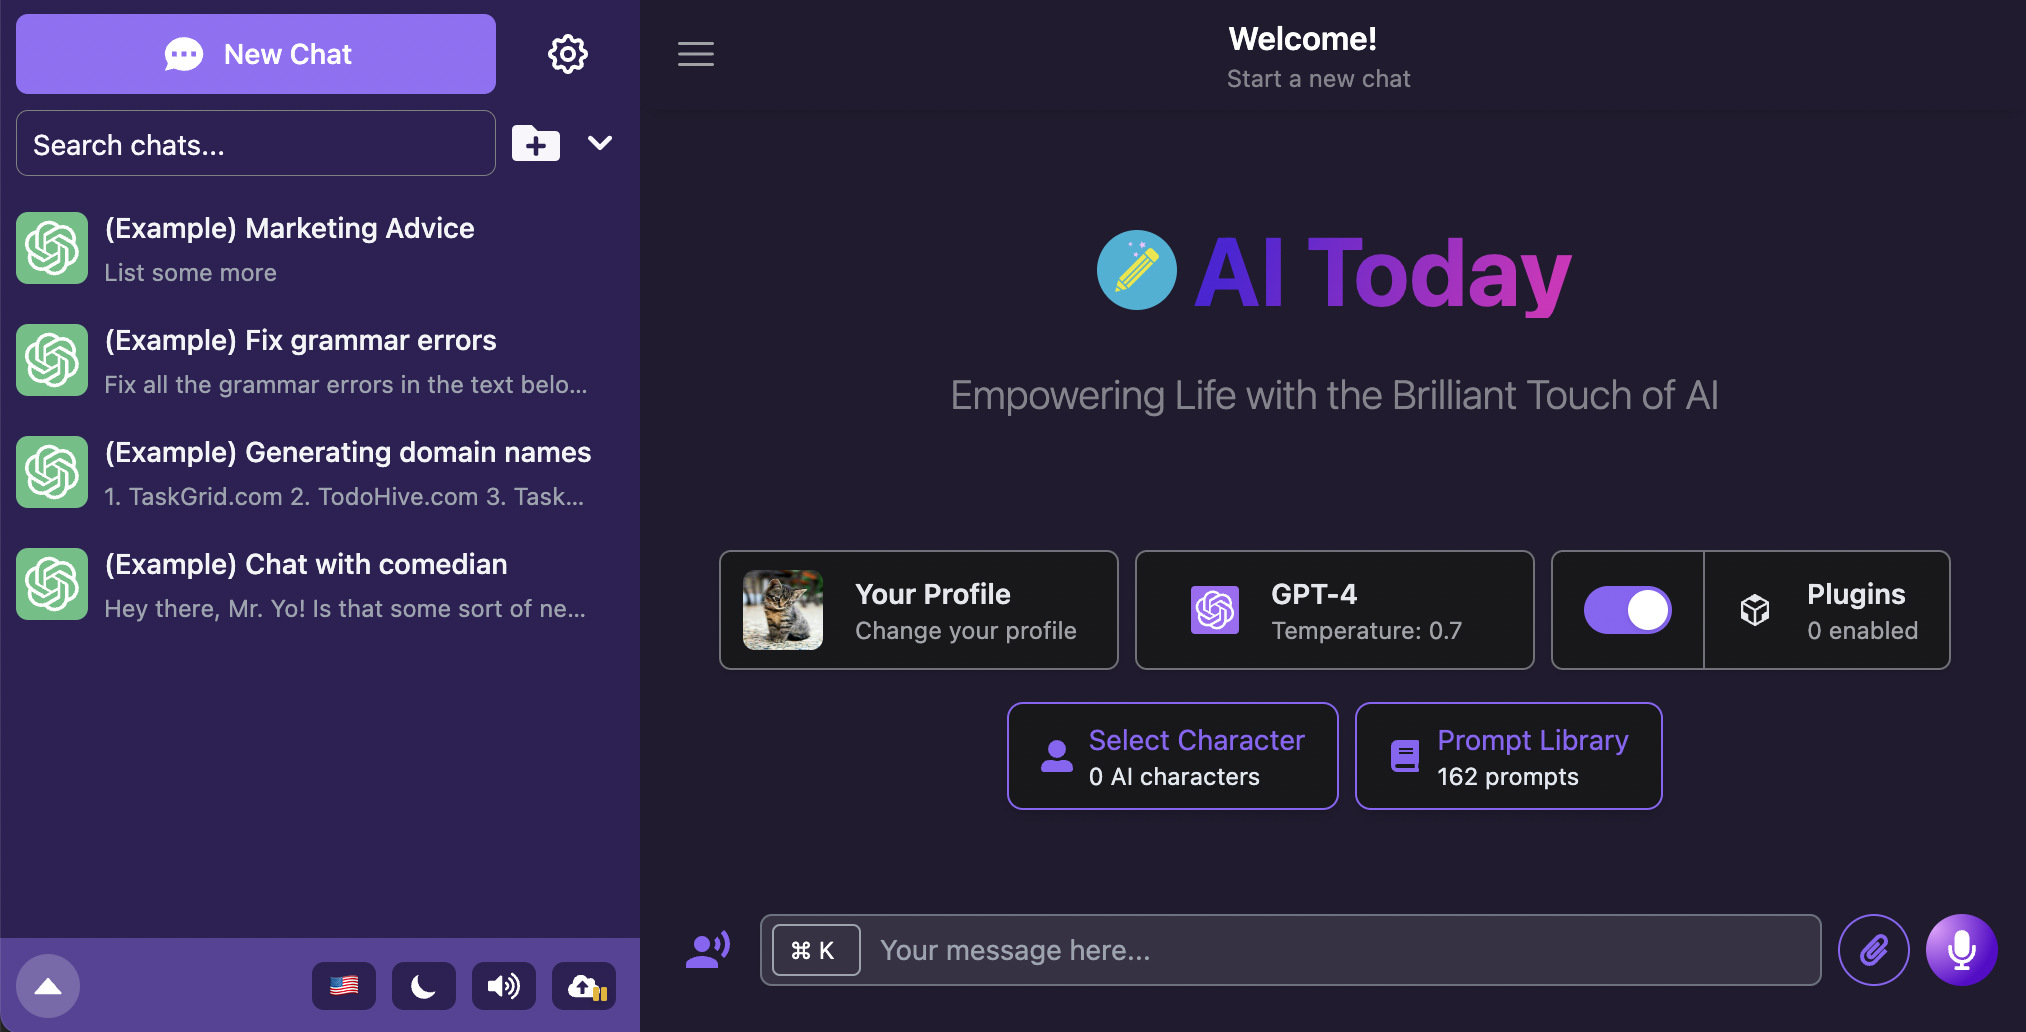 New Chat
Search chats...
(Example) Marketing Advice
List some more
(Example) Fix grammar errors
Fix all the grammar errors in the text belo...
(Example) Generating domain names
1. TaskGrid.com 2. TodoHive.com 3. Task...
(Example) Chat with comedian
Hey there, Mr. Yo! Is that some sort of ne...
Welcome!
Start a new chat
AI Today
Empowering Life with the Brilliant Touch of AI
Your Profile
Change your profile
GPT-4
Temperature: 0.7
Plugins
0 enabled
Select Character
0 AI characters
Prompt Library
162 prompts
⌘ K
Your message here...